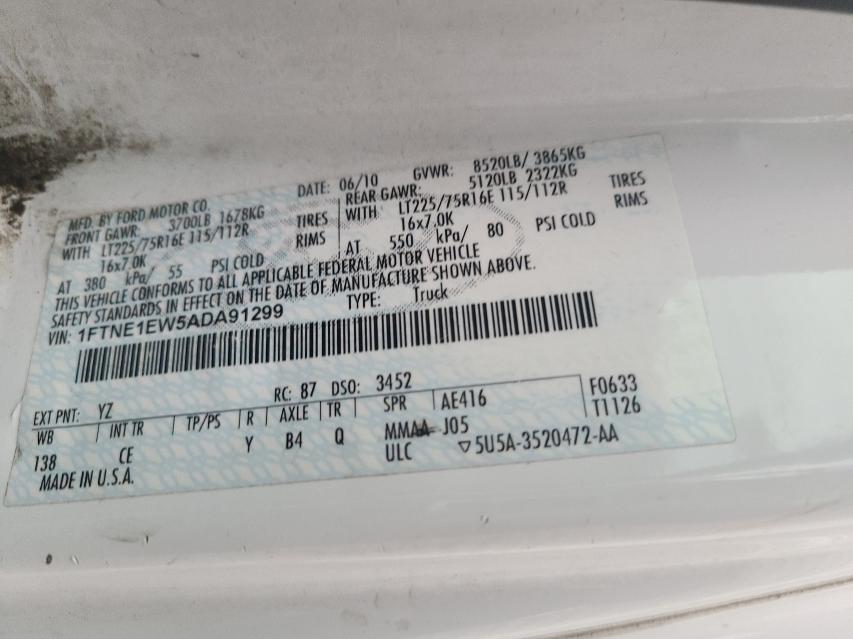 MFD. BY FORD MOTOR CO.
DATE: 06/10 GVWR: 8520LB/ 3865KG
FRONT GAWR: 3700LB 1678KG REAR GAWR: 5120LB 2322KG
WITH LT225/75R16E 115/112R TIRES WITH LT225/75R16E 115/112R TIRES
16x7.0K RIMS 16x7.0K RIMS
AT 380 kPa/ 55 PSI COLD AT 550 kPa/ 80 PSI COLD
THIS VEHICLE CONFORMS TO ALL APPLICABLE FEDERAL MOTOR VEHICLE
SAFETY STANDARDS IN EFFECT ON THE DATE OF MANUFACTURE SHOWN ABOVE.
VIN: 1FTNE1EW5ADA91299 TYPE: Truck
EXT PNT: YZ RC: 87 DSO: 3452
WB INT TR TP/PS R AXLE TR SPR AE416 F0633
138 CE Y B4 Q J05 T1126
MADE IN U.S.A. ULC ▽5U5A-3520472-AA